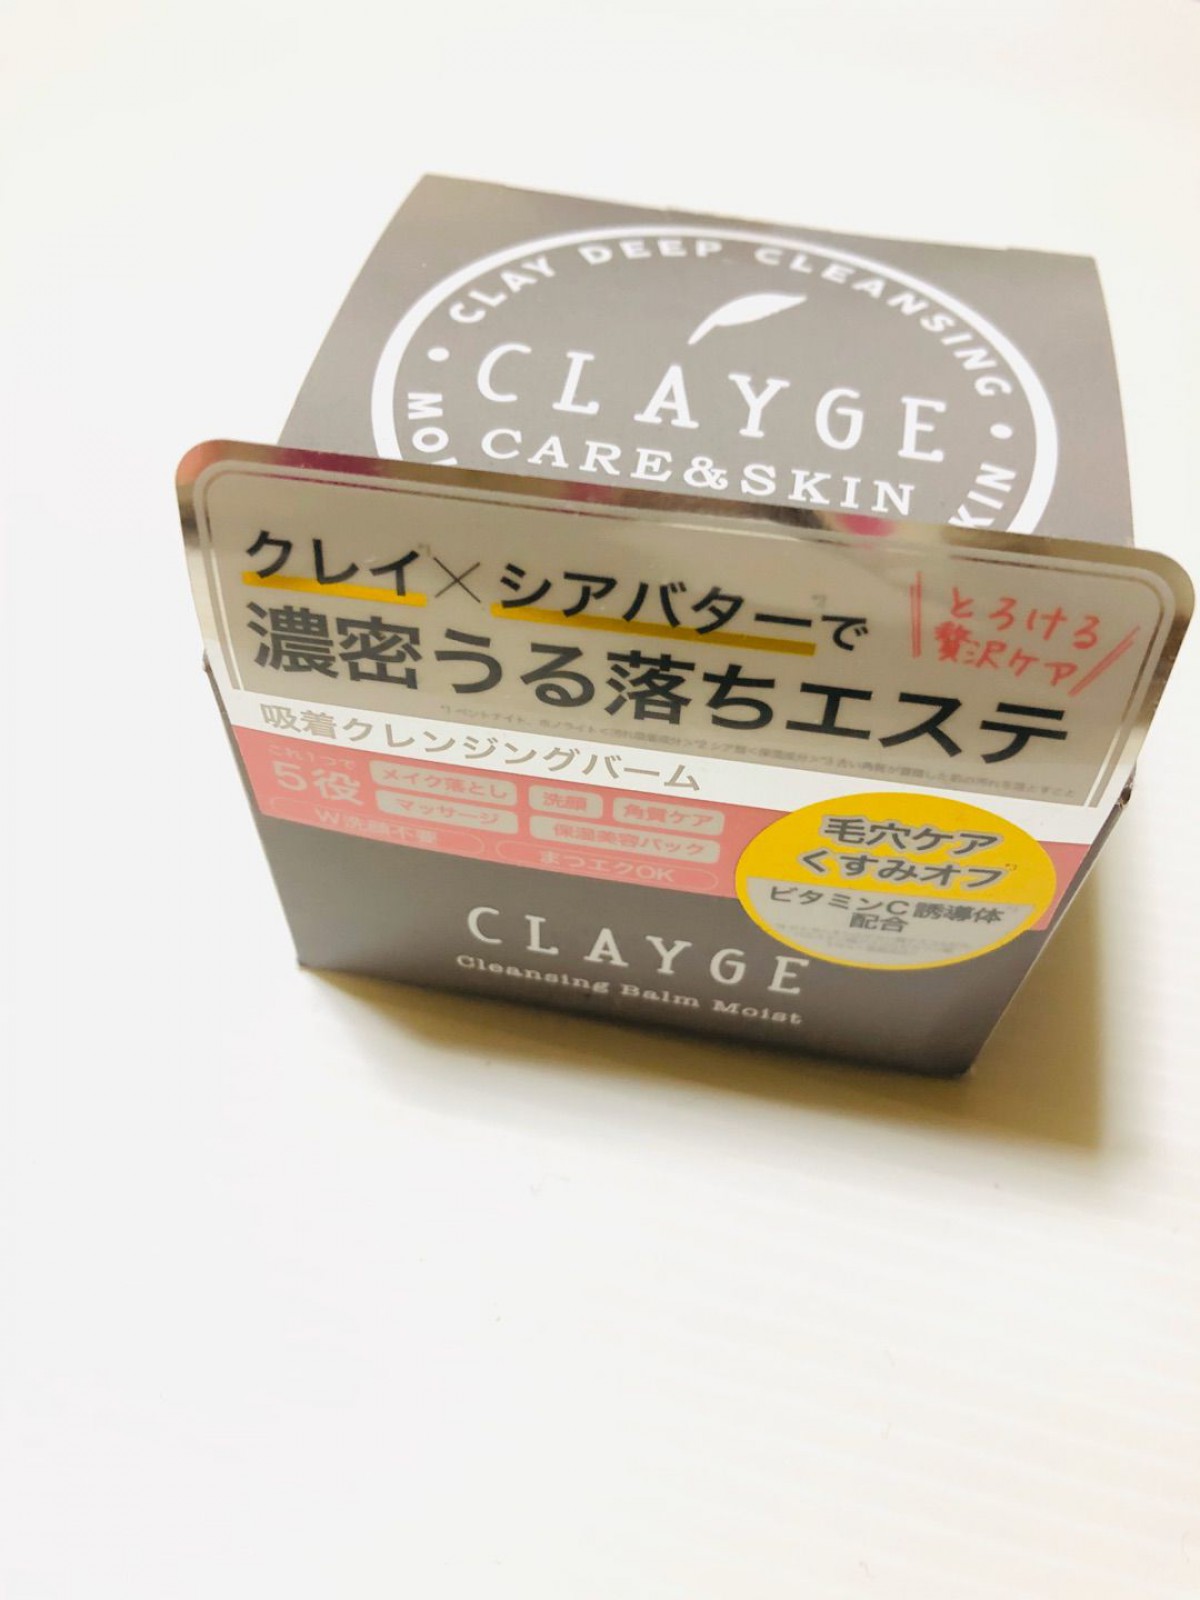 CLAY DEEP CLEANSING
CLAYGE
CARE&SKIN
クレイ×シアバターで
とろける
贅沢ケア
濃密うる落ちエステ
吸着クレンジングバーム
これ1つで
5役
メイク落とし
洗顔
角質ケア
マッサージ
保湿美容パック
W洗顔不要
まつエクOK
毛穴ケア
くすみオフ
ビタミンC誘導体
配合
CLAYGE
Cleansing Balm Moist